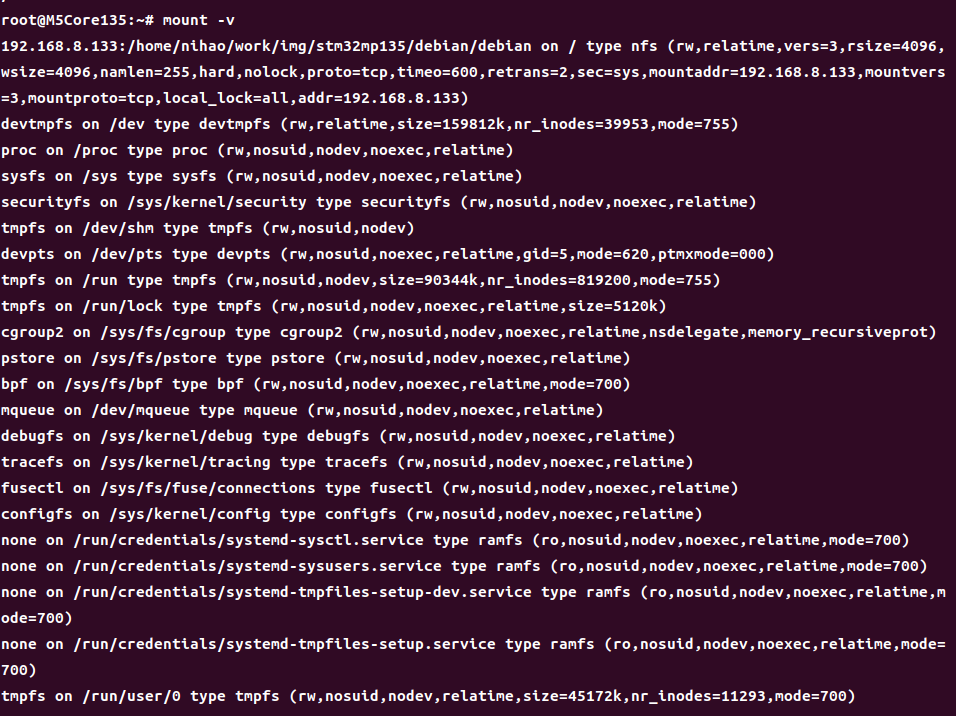 root@M5Core135:~# mount -v
192.168.8.133:/home/nihao/work/img/stm32mp135/debian/debian on / type nfs (rw,relatime,vers=3,rsize=4096,
wsize=4096,namlen=255,hard,nolock,proto=tcp,timeo=600,retrans=2,sec=sys,mountaddr=192.168.8.133,mountvers
=3,mountproto=tcp,local_lock=all,addr=192.168.8.133)
devtmpfs on /dev type devtmpfs (rw,relatime,size=159812k,nr_inodes=39953,mode=755)
proc on /proc type proc (rw,nosuid,nodev,noexec,relatime)
sysfs on /sys type sysfs (rw,nosuid,nodev,noexec,relatime)
securityfs on /sys/kernel/security type securityfs (rw,nosuid,nodev,noexec,relatime)
tmpfs on /dev/shm type tmpfs (rw,nosuid,nodev)
devpts on /dev/pts type devpts (rw,nosuid,noexec,relatime,gid=5,mode=620,ptmxmode=000)
tmpfs on /run type tmpfs (rw,nosuid,nodev,size=90344k,nr_inodes=819200,mode=755)
tmpfs on /run/lock type tmpfs (rw,nosuid,nodev,noexec,relatime,size=5120k)
cgroup2 on /sys/fs/cgroup type cgroup2 (rw,nosuid,nodev,noexec,relatime,nsdelegate,memory_recursiveprot)
pstore on /sys/fs/pstore type pstore (rw,nosuid,nodev,noexec,relatime)
bpf on /sys/fs/bpf type bpf (rw,nosuid,nodev,noexec,relatime,mode=700)
mqueue on /dev/mqueue type mqueue (rw,nosuid,nodev,noexec,relatime)
debugfs on /sys/kernel/debug type debugfs (rw,nosuid,nodev,noexec,relatime)
tracefs on /sys/kernel/tracing type tracefs (rw,nosuid,nodev,noexec,relatime)
fusectl on /sys/fs/fuse/connections type fusectl (rw,nosuid,nodev,noexec,relatime)
configfs on /sys/kernel/config type configfs (rw,nosuid,nodev,noexec,relatime)
none on /run/credentials/systemd-sysctl.service type ramfs (ro,nosuid,nodev,noexec,relatime,mode=700)
none on /run/credentials/systemd-sysusers.service type ramfs (ro,nosuid,nodev,noexec,relatime,mode=700)
none on /run/credentials/systemd-tmpfiles-setup-dev.service type ramfs (ro,nosuid,nodev,noexec,relatime,m
ode=700)
none on /run/credentials/systemd-tmpfiles-setup.service type ramfs (ro,nosuid,nodev,noexec,relatime,mode=
700)
tmpfs on /run/user/0 type tmpfs (rw,nosuid,nodev,relatime,size=45172k,nr_inodes=11293,mode=700)